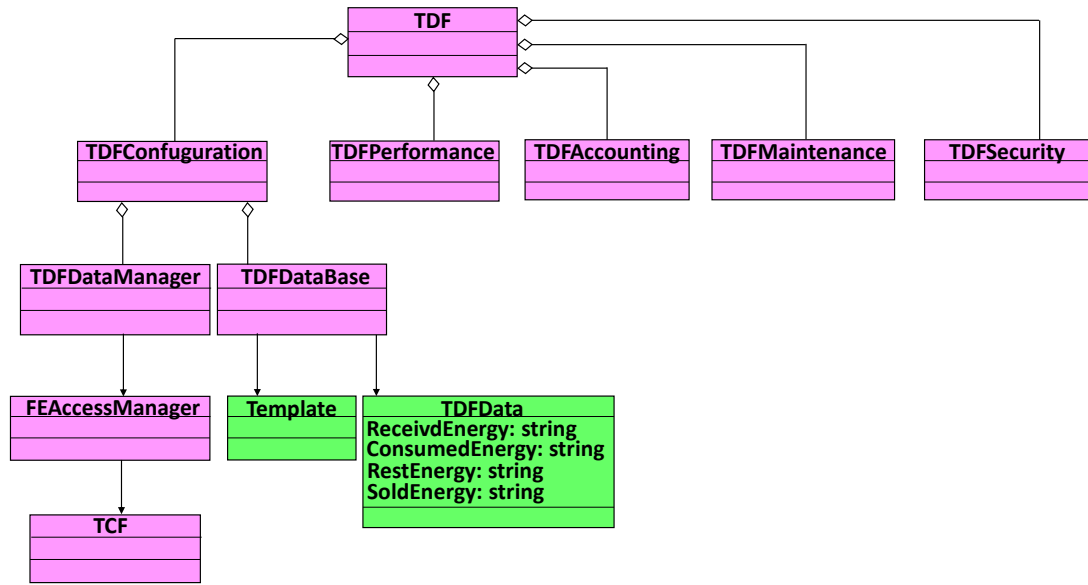 TDF
TDFConfuguration
TDFPerformance
TDFAccounting
TDFMaintenance
TDFSecurity
TDFDataManager
TDFDataBase
FEAccessManager
Template
TDFData
ReceivdEnergy: string
ConsumedEnergy: string
RestEnergy: string
SoldEnergy: string
TCF